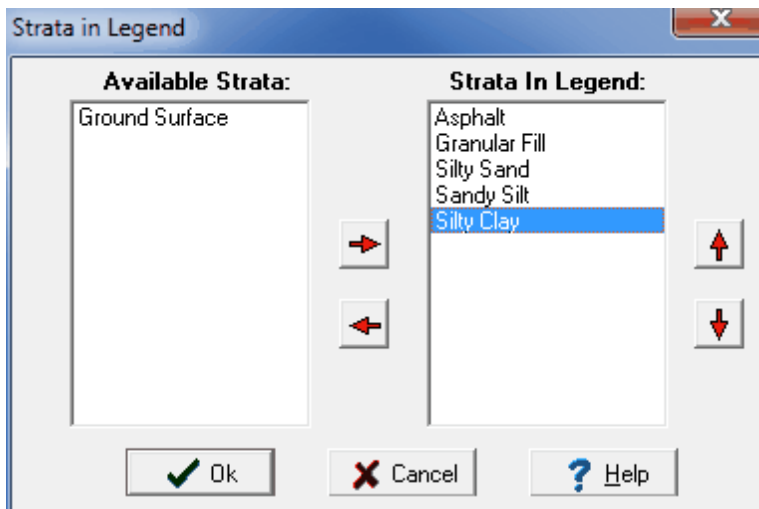 Strata in Legend
Available Strata:
Ground Surface
Strata In Legend:
Asphalt
Granular Fill
Silty Sand
Sandy Silt
Silty Clay
Ok
Cancel
Help